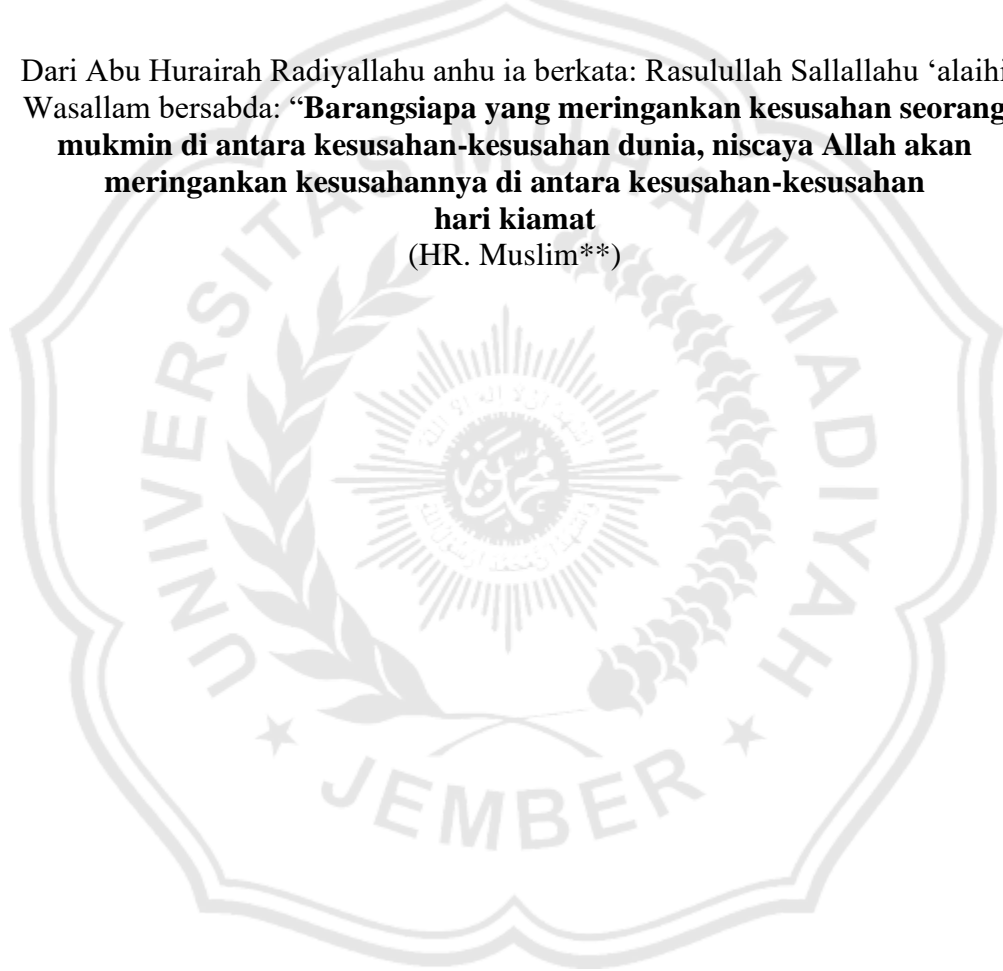 Dari Abu Hurairah Radiyallahu anhu ia berkata: Rasulullah Sallallahu ‘alaihi
Wasallam bersabda: “Barangsiapa yang meringankan kesusahan seorang
mukmin di antara kesusahan-kesusahan dunia, niscaya Allah akan
meringankan kesusahannya di antara kesusahan-kesusahan
hari kiamat
(HR. Muslim**)
UNIVERSITAS MUHAMMADIYAH
JEMBER